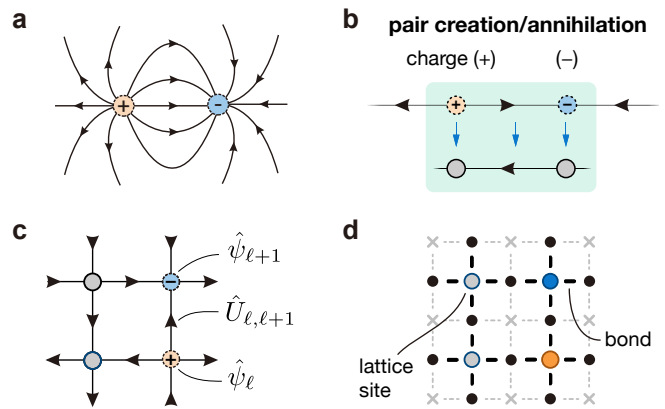 a
+
-
b
pair creation/annihilation
charge (+)
(−)
+
-
c
-
+
ψ̂ℓ+1
Ûℓ,ℓ+1
ψ̂ℓ
d
bond
lattice
site